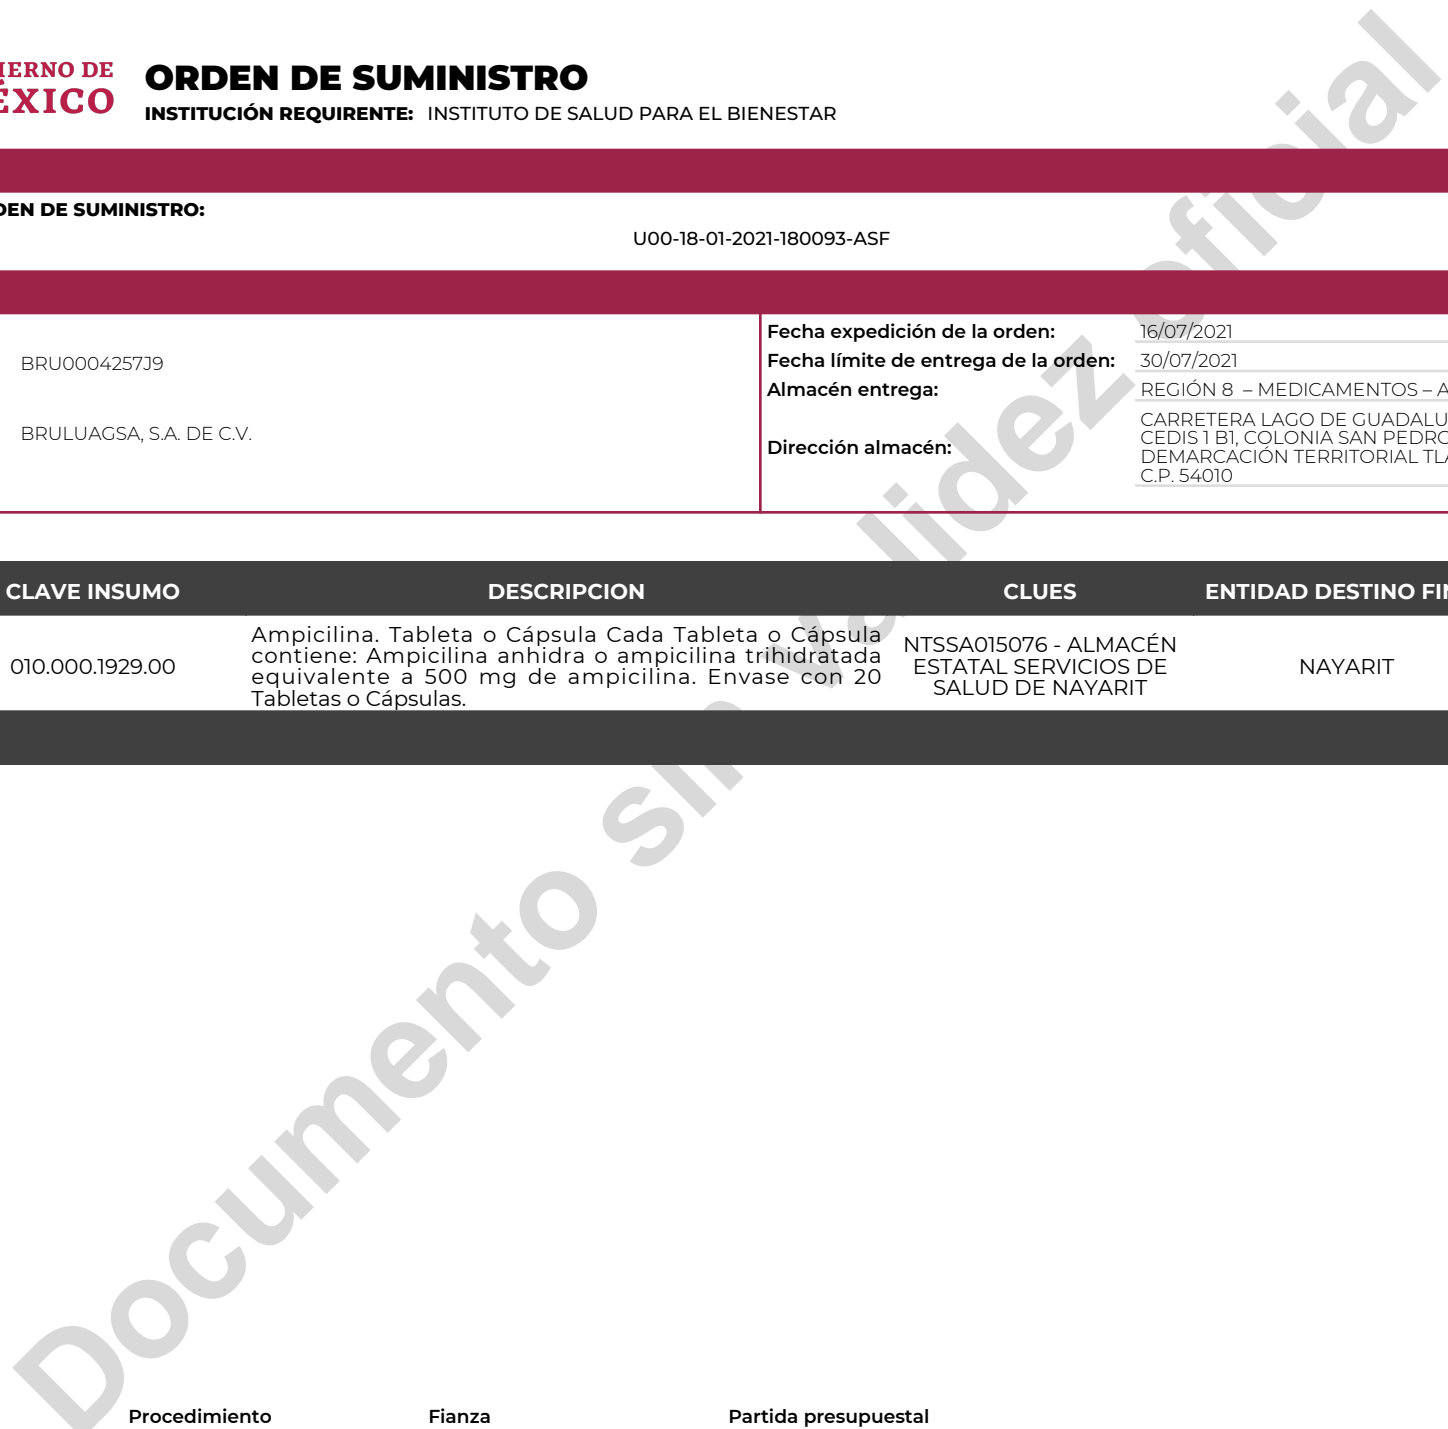 IERNO DE
ÉXICO
ORDEN DE SUMINISTRO
INSTITUCIÓN REQUIRENTE: INSTITUTO DE SALUD PARA EL BIENESTAR
DEN DE SUMINISTRO:
U00-18-01-2021-180093-ASF
BRU0004257J9
BRULUAGSA, S.A. DE C.V.
Fecha expedición de la orden: 16/07/2021
Fecha límite de entrega de la orden: 30/07/2021
Almacén entrega: REGIÓN 8 – MEDICAMENTOS – A
Dirección almacén:
CARRETERA LAGO DE GUADALU
CEDIS 1 B1, COLONIA SAN PEDRO
DEMARCACIÓN TERRITORIAL TLA
C.P. 54010
CLAVE INSUMO DESCRIPCION CLUES ENTIDAD DESTINO FIN
010.000.1929.00
Ampicilina. Tableta o Cápsula Cada Tableta o Cápsula
contiene: Ampicilina anhidra o ampicilina trihidratada
equivalente a 500 mg de ampicilina. Envase con 20
Tabletas o Cápsulas.
NTSSA015076 - ALMACÉN
ESTATAL SERVICIOS DE
SALUD DE NAYARIT
NAYARIT
Documento sin validez oficial
Procedimiento Fianza Partida presupuestal